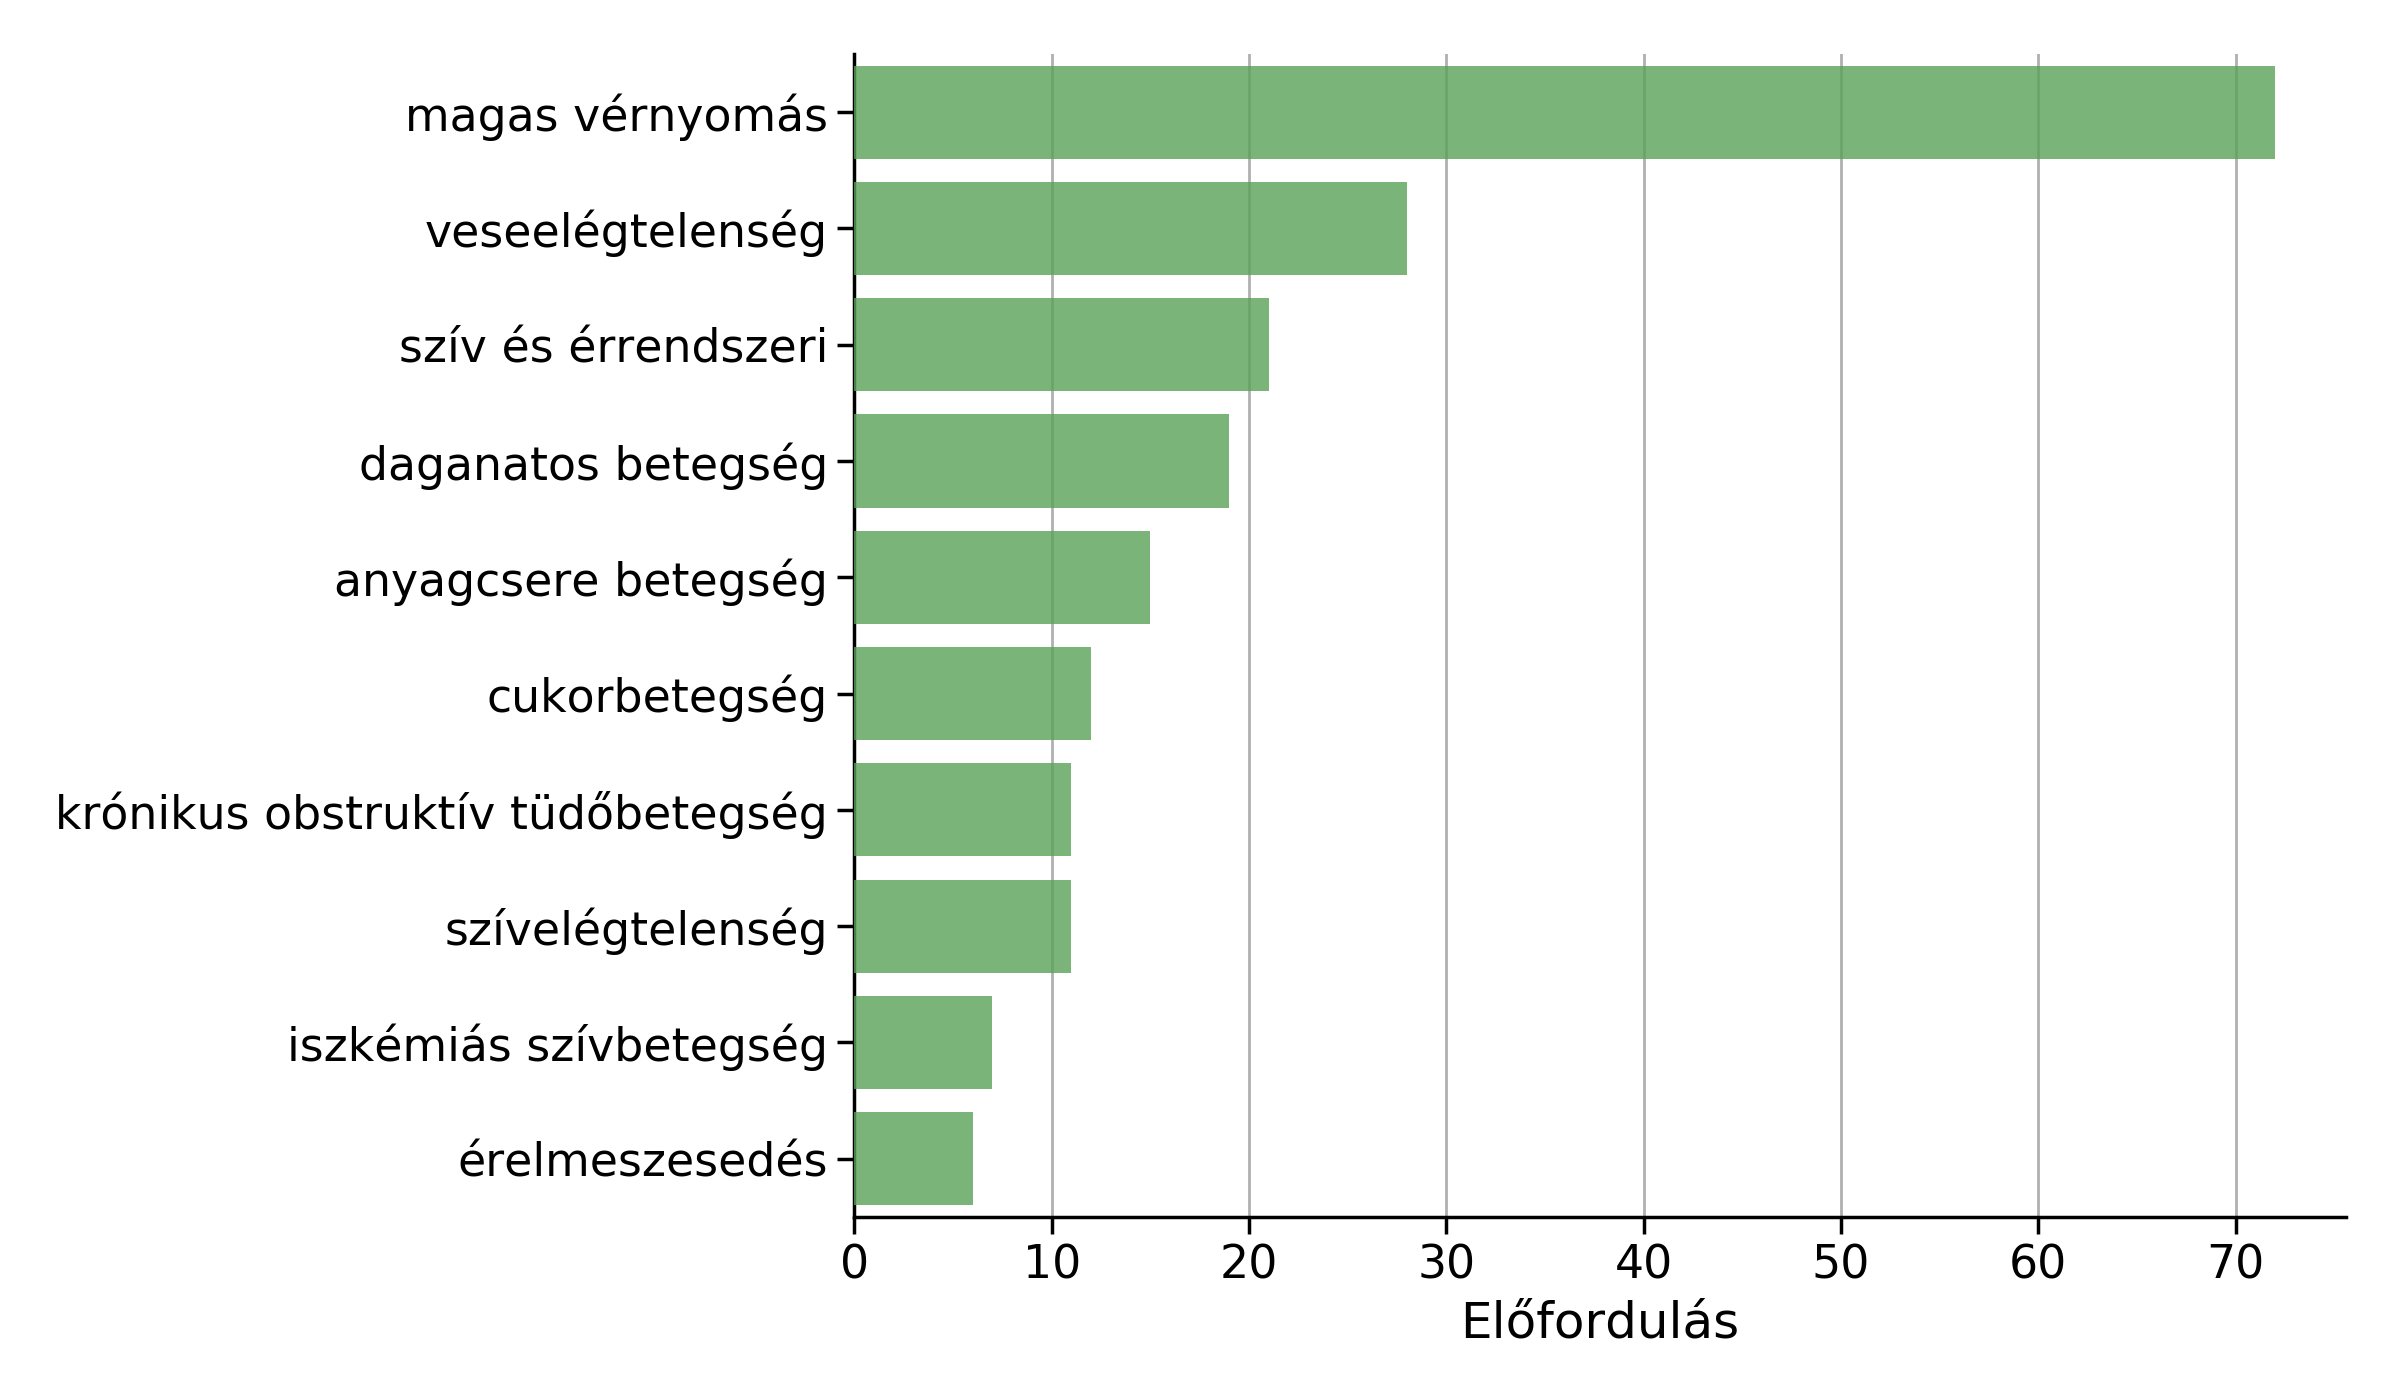 magas vérnyomás
veseelégtelenség
szív és érrendszeri
daganatos betegség
anyagcsere betegség
cukorbetegség
krónikus obstruktív tüdőbetegség
szívelégtelenség
iszkémiás szívbetegség
érelmeszesedés
0 10 20 30 40 50 60 70
Előfordulás